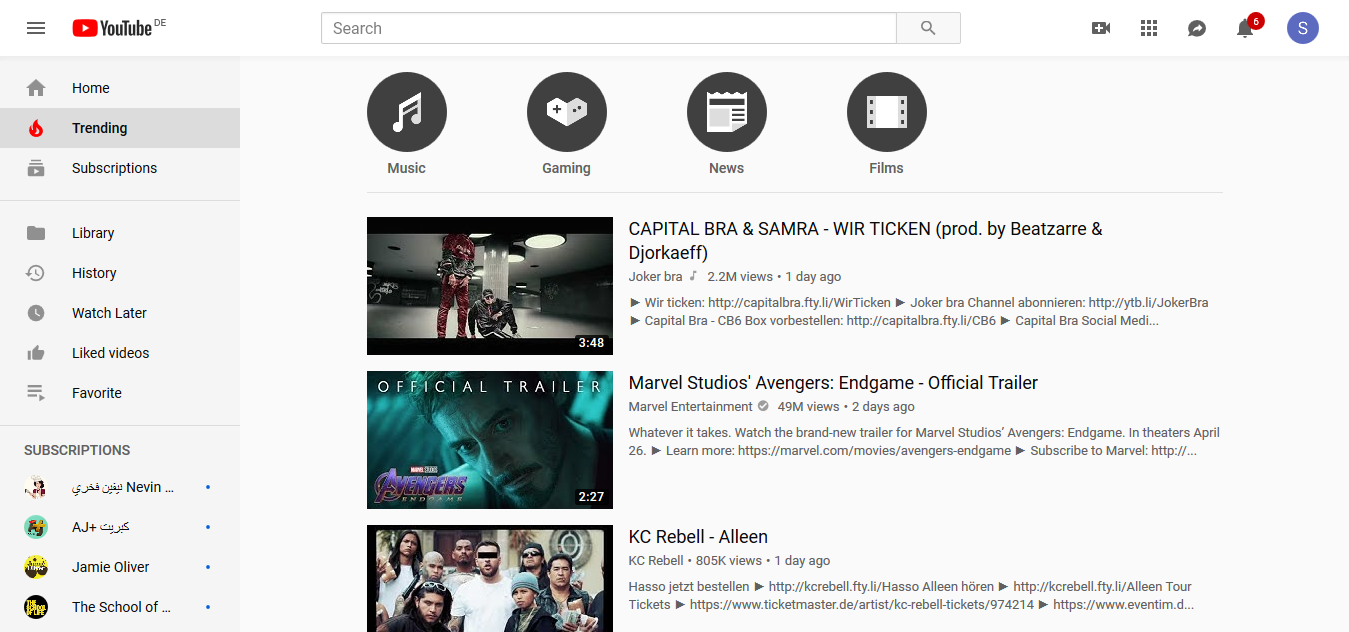 YouTube DE
Search
6
S
Home
Trending
Subscriptions
Library
History
Watch Later
Liked videos
Favorite
SUBSCRIPTIONS
نيفين فخري Nevin ...
AJ+ كبريت
Jamie Oliver
The School of ...
Music
Gaming
News
Films
3:48
CAPITAL BRA & SAMRA - WIR TICKEN (prod. by Beatzarre &
Djorkaeff)
Joker bra 2.2M views • 1 day ago
► Wir ticken: http://capitalbra.fty.li/WirTicken ► Joker bra Channel abonnieren: http://ytb.li/JokerBra
► Capital Bra - CB6 Box vorbestellen: http://capitalbra.fty.li/CB6 ► Capital Bra Social Medi...
OFFICIAL TRAILER
MARVEL STUDIOS
AVENGERS
ENDGAME
2:27
Marvel Studios' Avengers: Endgame - Official Trailer
Marvel Entertainment 49M views • 2 days ago
Whatever it takes. Watch the brand-new trailer for Marvel Studios’ Avengers: Endgame. In theaters April
26. ► Learn more: https://marvel.com/movies/avengers-endgame ► Subscribe to Marvel: http://...
KC Rebell - Alleen
KC Rebell • 805K views • 1 day ago
Hasso jetzt bestellen ► http://kcrebell.fty.li/Hasso Alleen hören ► http://kcrebell.fty.li/Alleen Tour
Tickets ► https://www.ticketmaster.de/artist/kc-rebell-tickets/974214 ► https://www.eventim.d...